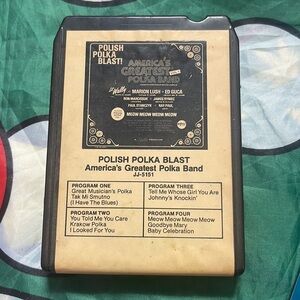 POLISH
POLKA
BLAST!
AMERICA'S
GREATEST
POLKA BAND
Li'l Wally
MARION LUSH • ED GUCA
MEOW MEOW MEOW MEOW
POLISH POLKA BLAST
America's Greatest Polka Band
JJ-5151
PROGRAM ONE
Great Musician's Polka
Tak Mi Smutno
(I Have The Blues)
PROGRAM TWO
You Told Me You Care
Krakow Polka
I Looked For You
PROGRAM THREE
Tell Me Whose Girl You Are
Johnny's Knockin'
PROGRAM FOUR
Meow Meow Meow Meow
Goodbye Mary
Baby Celebration